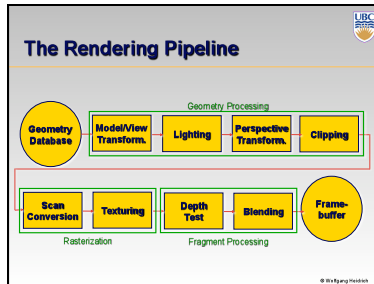 UBC
The Rendering Pipeline
Geometry Processing
Geometry
Database
Model/View
Transform.
Lighting
Perspective
Transform.
Clipping
Scan
Conversion
Texturing
Depth
Test
Blending
Frame-
buffer
Rasterization
Fragment Processing
© Wolfgang Heidrich